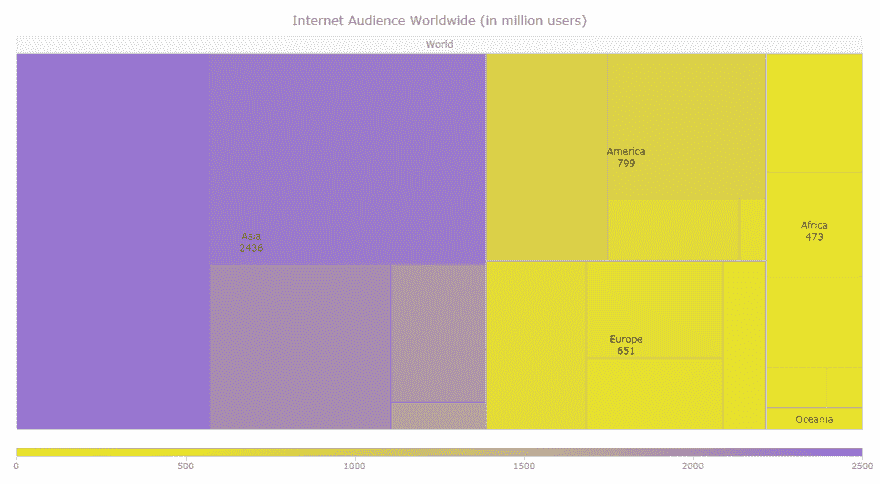 Internet Audience Worldwide (in million users)
World
America
799
Africa
473
Asia
2436
Europe
651
Oceania
0
500
1000
1500
2000
2500